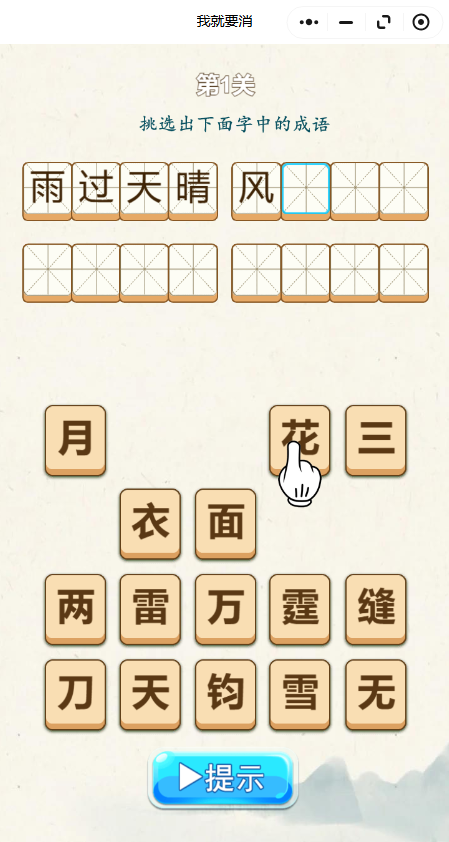 我就要消
第1关
挑选出下面字中的成语
雨过天晴 风
月 花 三
衣 面
两 雷 万 霆 缝
刀 天 钧 雪 无
提示